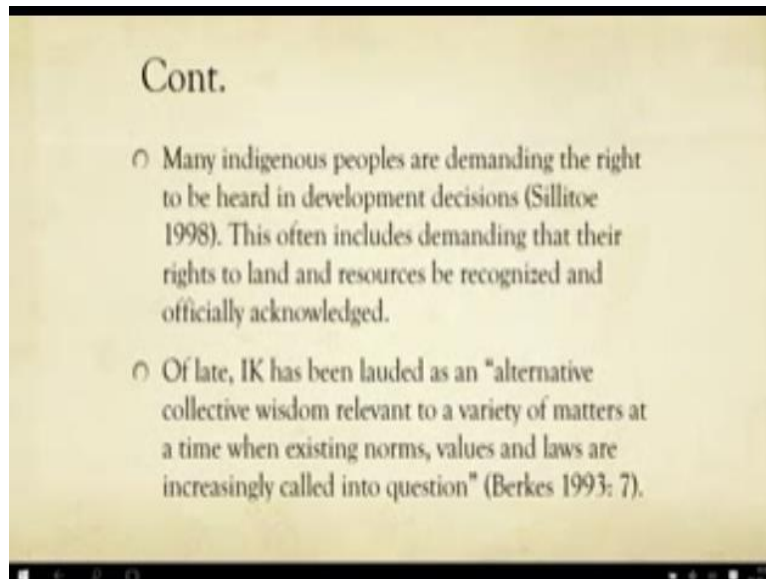 Cont.
Many indigenous peoples are demanding the right
to be heard in development decisions (Sillitoe
1998). This often includes demanding that their
rights to land and resources be recognized and
officially acknowledged.
Of late, IK has been lauded as an "alternative
collective wisdom relevant to a variety of matters at
a time when existing norms, values and laws are
increasingly called into question" (Berkes 1993: 7).